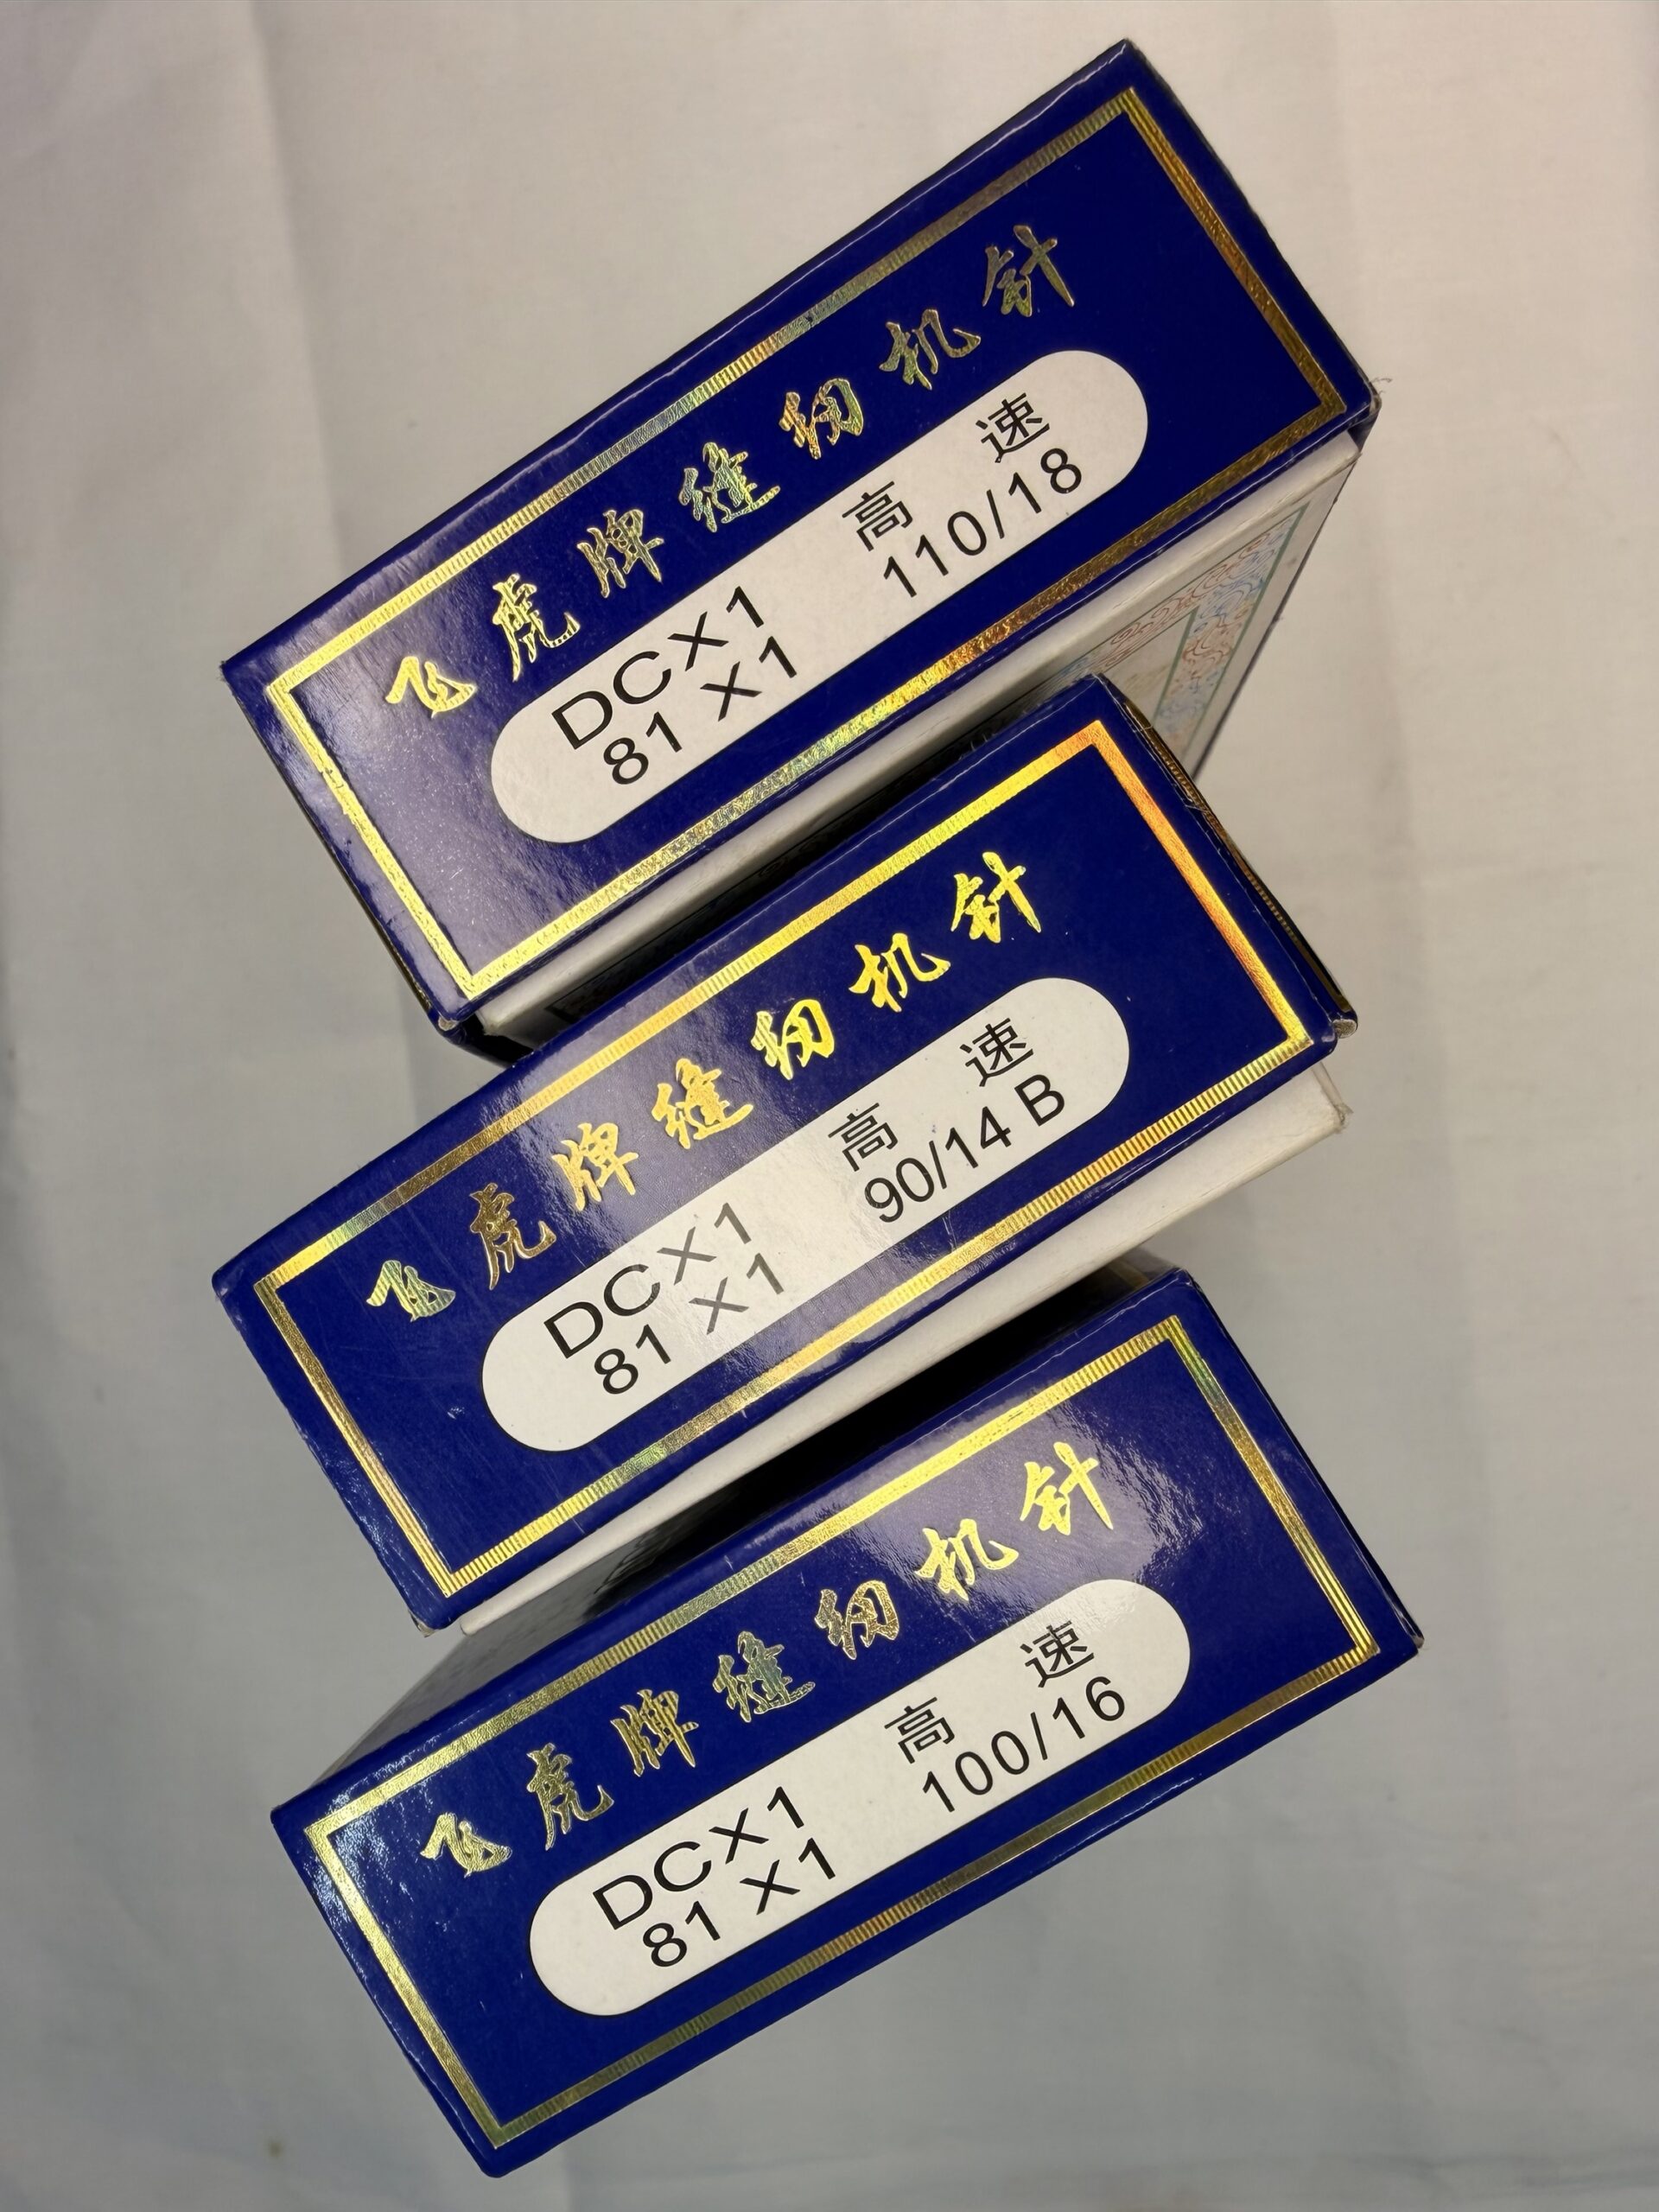 飞虎牌缝纫机针
高速
DC×1 110/18
81 ×1
飞虎牌缝纫机针
高速
DC×1 90/14 B
81 ×1
飞虎牌缝纫机针
高速
DC×1 100/16
81 ×1